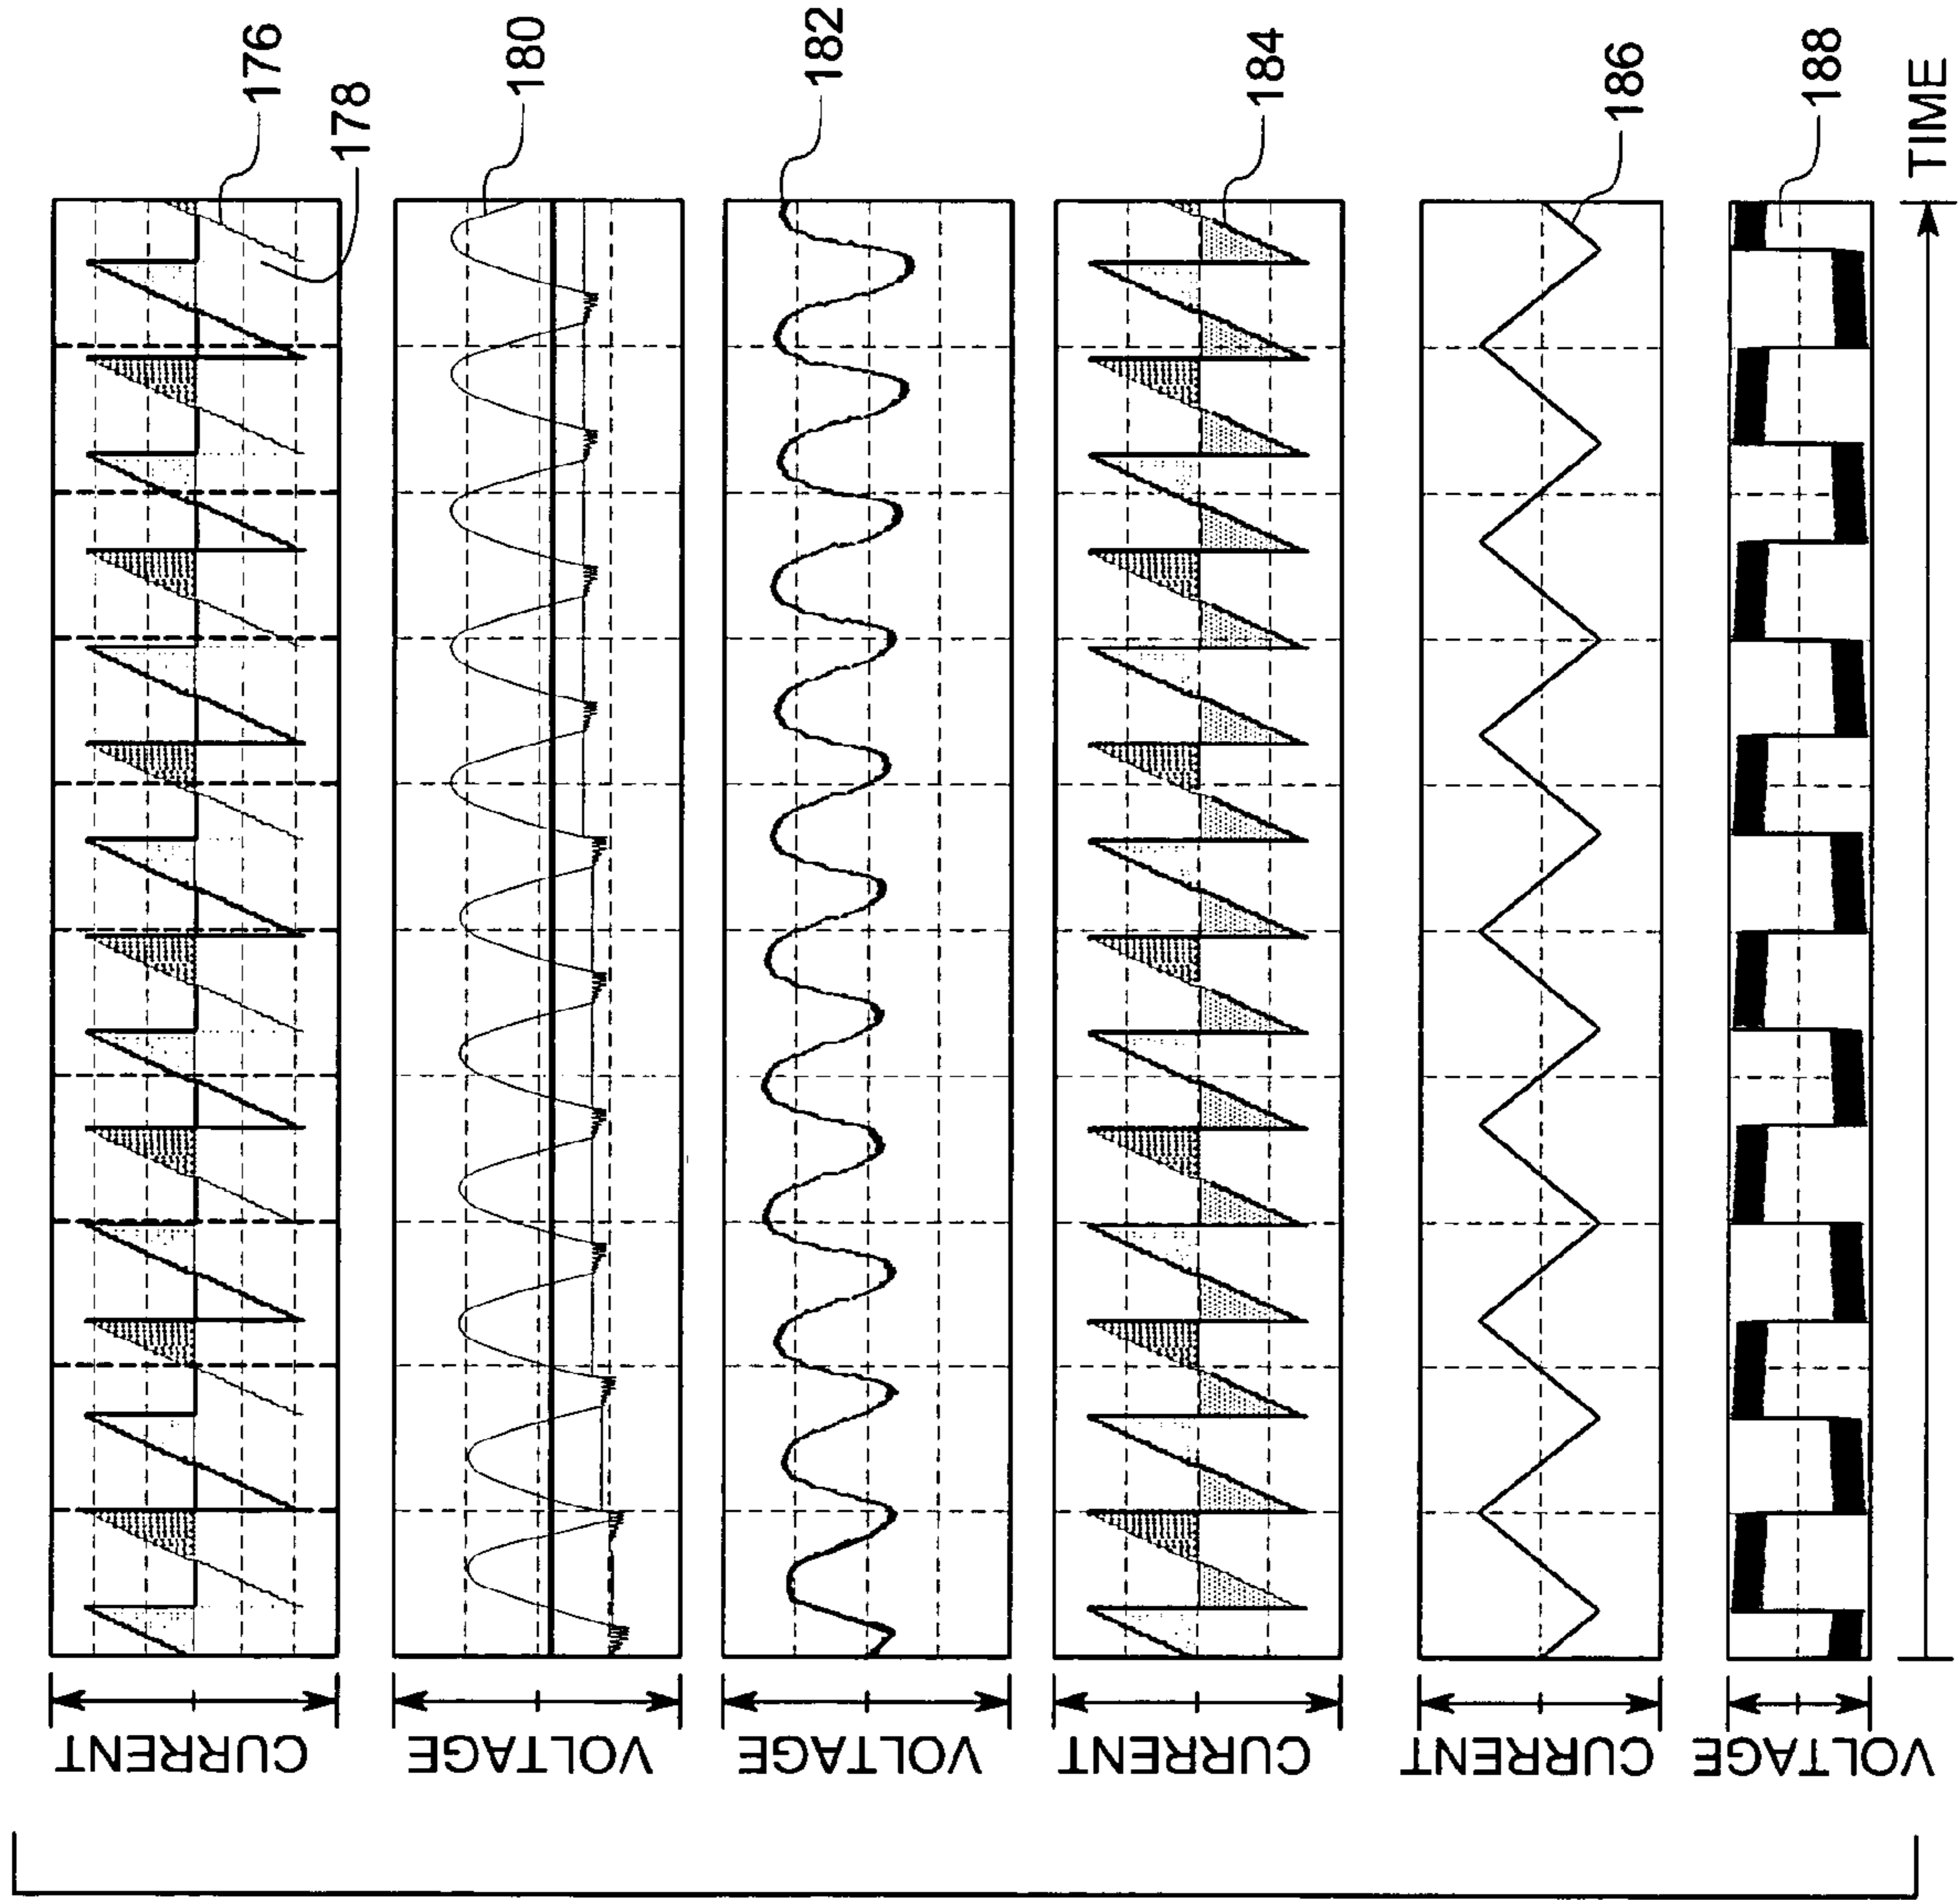 CURRENT
176
178
VOLTAGE
180
VOLTAGE
182
CURRENT
184
CURRENT
186
VOLTAGE
188
TIME